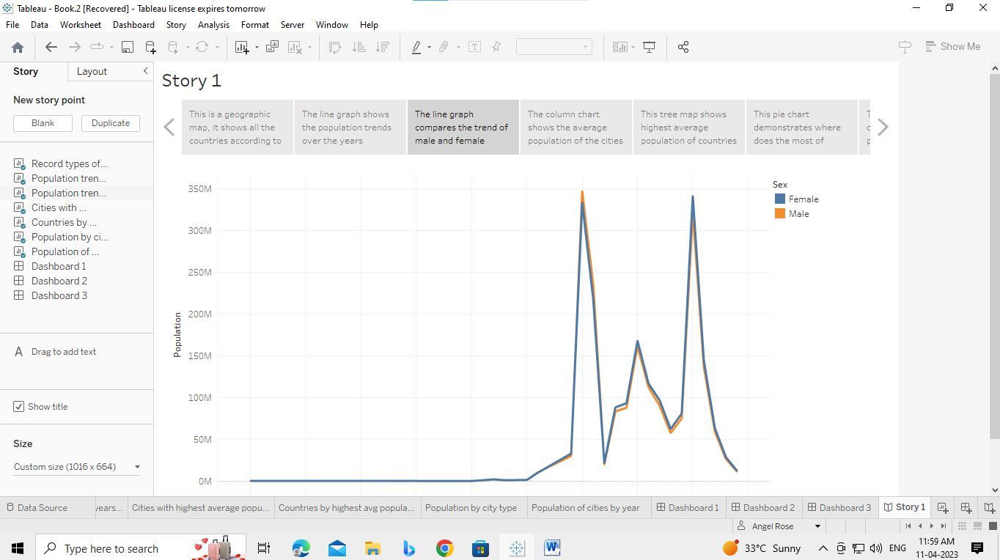 Tableau - Book.2 [Recovered] - Tableau license expires tomorrow
File Data Worksheet Dashboard Story Analysis Format Server Window Help
Show Me
Story Layout
New story point
Blank Duplicate
Record types of...
Population tren...
Population tren...
Cities with ...
Countries by ...
Population by ci...
Population of ...
Dashboard 1
Dashboard 2
Dashboard 3
A Drag to add text
Show title
Size
Custom size (1016 x 664)
Story 1
This is a geographic
map, it shows all the
countries according to
The line graph shows
the population trends
over the years
The line graph
compares the trend of
male and female
The column chart
shows the average
population of the cities
This tree map shows
highest average
population of countries
This pie chart
demonstrates where
does the most of
350M
300M
250M
200M
150M
100M
50M
0M
Population
Sex
Female
Male
Data Source years... Cities with highest average popu... Countries by highest avg popula... Population by city type Population of cities by year Dashboard 1 Dashboard 2 Dashboard 3 Story 1
Angel Rose
Type here to search
33°C Sunny
ENG
11:59 AM
11-04-2023